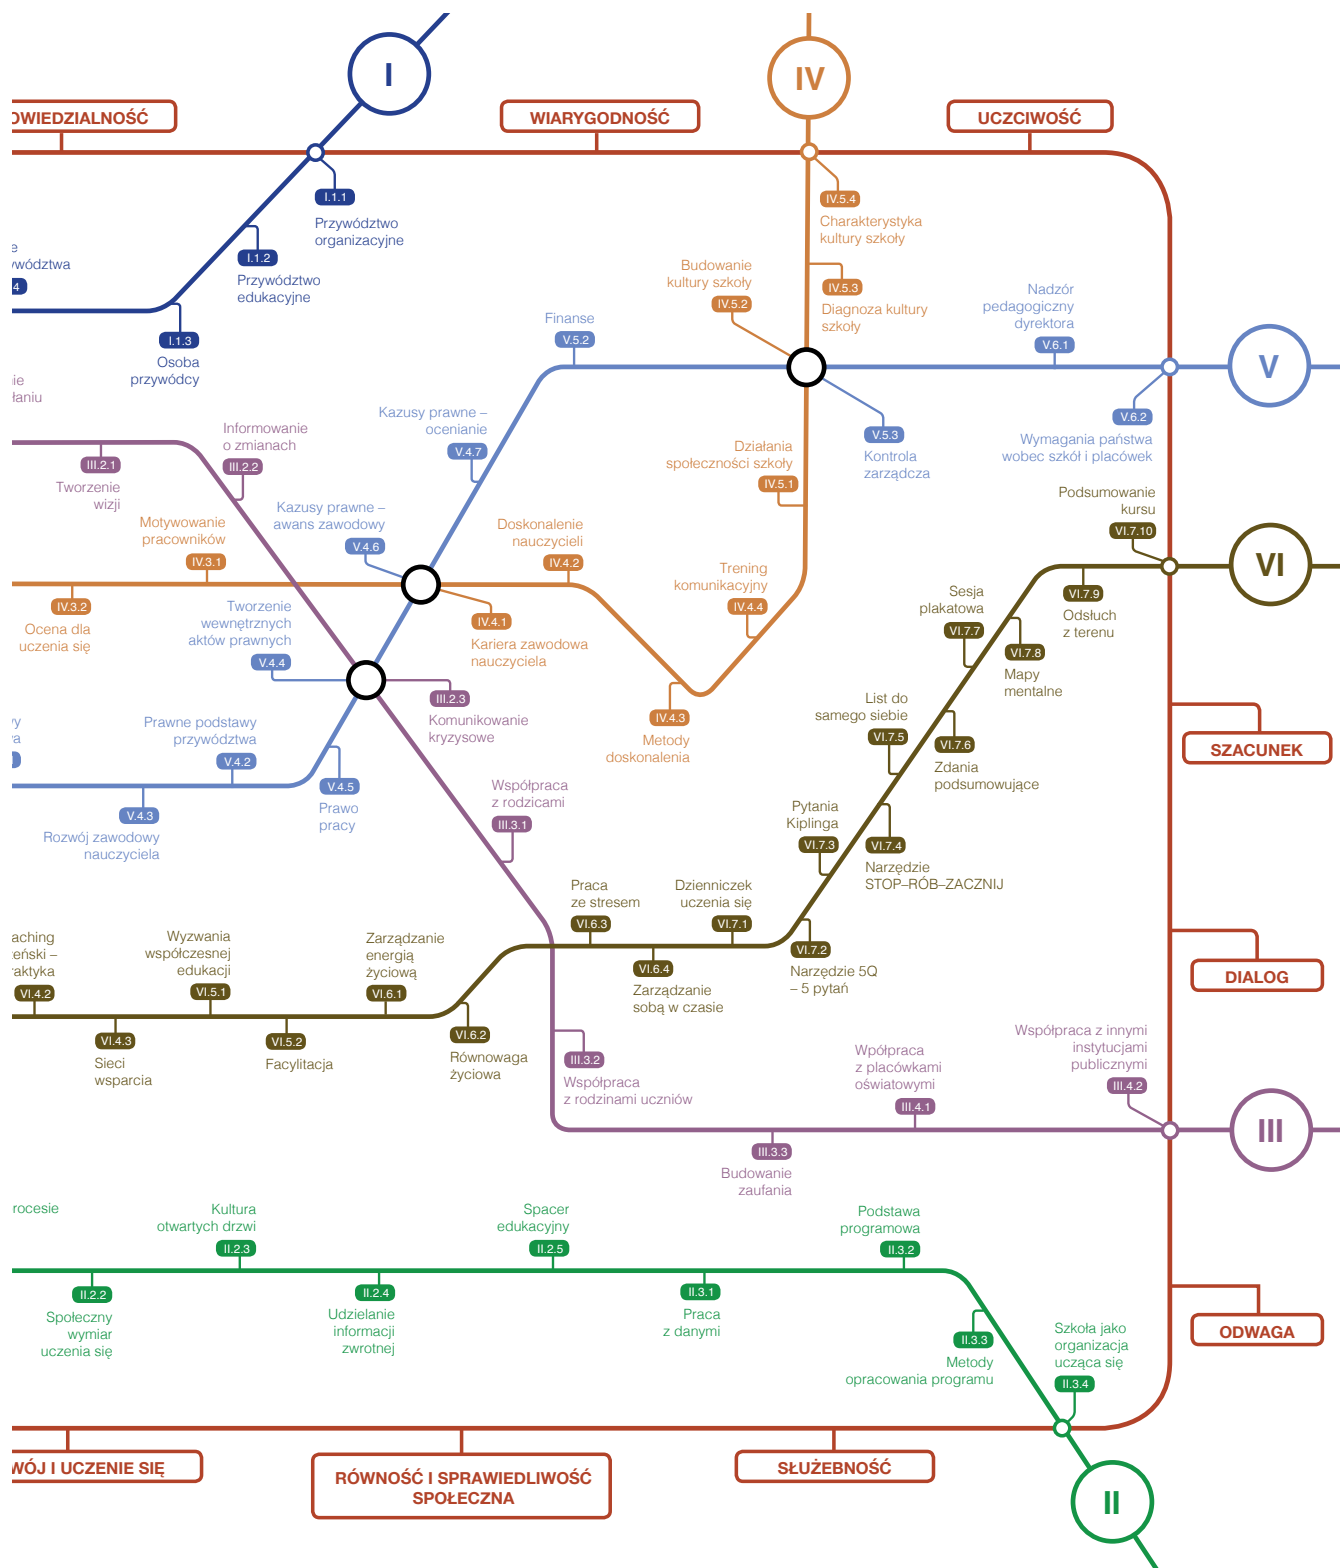 I
IV
WIARYGODNOŚĆ
UCZCIWOŚĆ
I.1.1
Przywództwo
organizacyjne
I.1.2
Przywództwo
edukacyjne
I.1.3
Osoba
przywódcy
IV.5.4
Charakterystyka
kultury szkoły
IV.5.3
Diagnoza kultury
szkoły
Budowanie
kultury szkoły
IV.5.2
Nadzór
pedagogiczny
dyrektora
V.6.1
V
V.6.2
Wymagania państwa
wobec szkół i placówek
Finanse
V.5.2
V.5.3
Kontrola
zarządcza
Kazusy prawne –
ocenianie
V.4.7
Informowanie
o zmianach
III.2.2
III.2.1
Tworzenie
wizji
Działania
społeczności szkoły
IV.5.1
Kazusy prawne –
awans zawodowy
V.4.6
Motywowanie
pracowników
IV.3.1
IV.3.2
Ocena dla
uczenia się
Doskonalenie
nauczycieli
IV.4.2
IV.4.1
Kariera zawodowa
nauczyciela
Trening
komunikacyjny
IV.4.4
IV.4.3
Metody
doskonalenia
Podsumowanie
kursu
VI.7.10
VI
VI.7.9
Odsłuch
z terenu
Sesja
plakatowa
VI.7.7
VI.7.8
Mapy
mentalne
Tworzenie
wewnętrznych
aktów prawnych
V.4.4
III.2.3
Komunikowanie
kryzysowe
List do
samego siebie
VI.7.5
VI.7.6
Zdania
podsumowujące
SZACUNEK
Prawne podstawy
przywództwa
V.4.2
V.4.5
Prawo
pracy
V.4.3
Rozwój zawodowy
nauczyciela
Współpraca
z rodzicami
III.3.1
Pytania
Kiplinga
VI.7.3
VI.7.4
Narzędzie
STOP–RÓB–ZACZNIJ
Praca
ze stresem
VI.6.3
Dzienniczek
uczenia się
VI.7.1
VI.7.2
Narzędzie 5Q
– 5 pytań
VI.6.4
Zarządzanie
sobą w czasie
VI.4.2
Wyzwania
współczesnej
edukacji
VI.5.1
Zarządzanie
energią
życiową
VI.6.1
VI.4.3
Sieci
wsparcia
VI.5.2
Facylitacja
VI.6.2
Równowaga
życiowa
DIALOG
III.3.2
Współpraca
z rodzinami uczniów
Wpółpraca
z placówkami
oświatowymi
III.4.1
Współpraca z innymi
instytucjami
publicznymi
III.4.2
III
III.3.3
Budowanie
zaufania
Kultura
otwartych drzwi
II.2.3
Spacer
edukacyjny
II.2.5
Podstawa
programowa
II.3.2
II.2.2
Społeczny
wymiar
uczenia się
II.2.4
Udzielanie
informacji
zwrotnej
II.3.1
Praca
z danymi
II.3.3
Metody
opracowania programu
Szkoła jako
organizacja
ucząca się
II.3.4
ODWAGA
I UCZENIE SIĘ
RÓWNOŚĆ I SPRAWIEDLIWOŚĆ
SPOŁECZNA
SŁUŻEBNOŚĆ
II